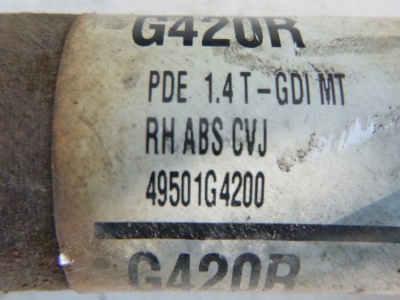 G420R
PDE 1.4 T-GDI MT
RH ABS CVJ
49501G4200
G420R